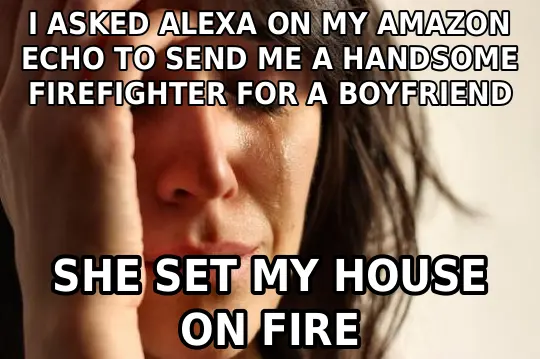 I ASKED ALEXA ON MY AMAZON
ECHO TO SEND ME A HANDSOME
FIREFIGHTER FOR A BOYFRIEND
SHE SET MY HOUSE
ON FIRE